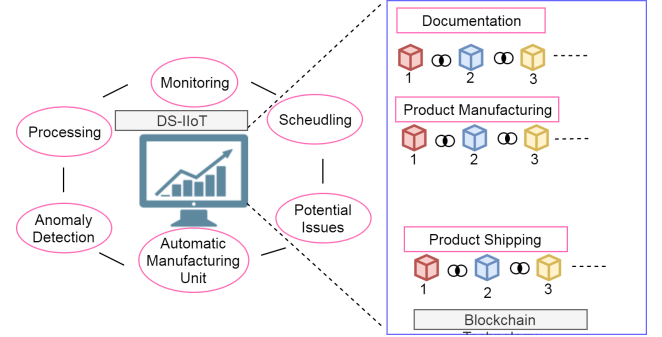 Monitoring
DS-IIoT
Processing
Scheudling
Anomaly
Detection
Potential
Issues
Automatic
Manufacturing
Unit
Documentation
1 2 3
Product Manufacturing
1 2 3
Product Shipping
1 2 3
Blockchain